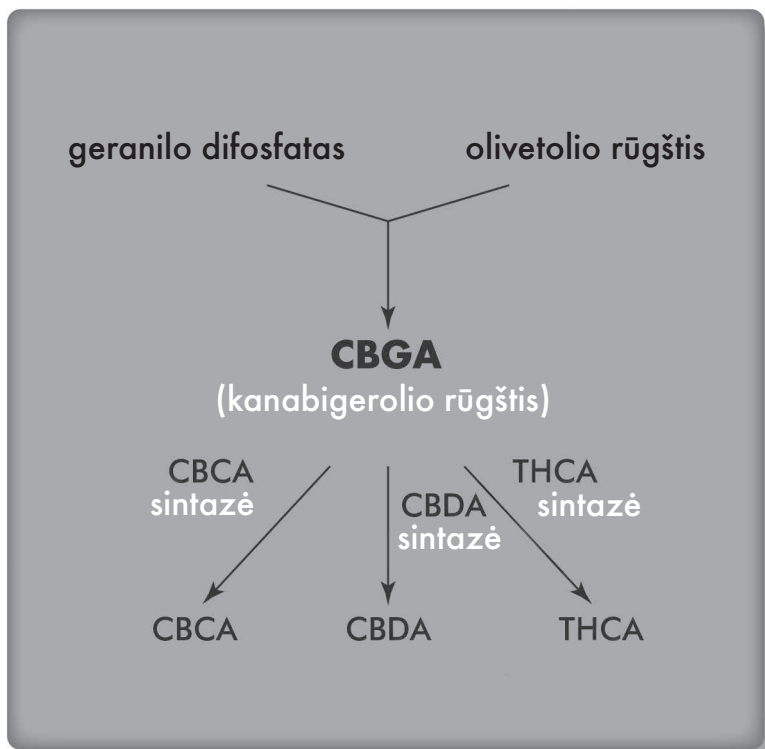 geranilo difosfatas
olivetolio rūgštis
CBGA
(kanabigerolio rūgštis)
CBCA
sintazė
CBDA
sintazė
THCA
sintazė
CBCA
CBDA
THCA